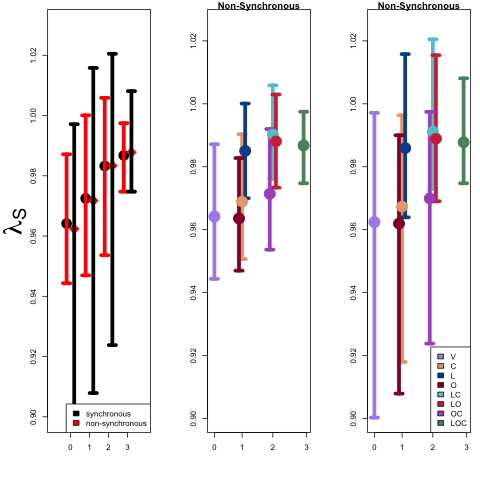 Non-Synchronous
Non-Synchronous
λS
0.90
0.92
0.94
0.96
0.98
1.00
1.02
0.90
0.92
0.94
0.96
0.98
1.00
1.02
0.90
0.92
0.94
0.96
0.98
1.00
1.02
synchronous
non-synchronous
V
C
L
O
LC
LO
OC
LOC
0 1 2 3
0 1 2 3
0 1 2 3